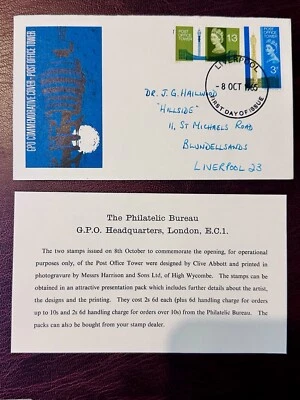 GPO COMMEMORATIVE COVER - POST OFFICE TOWER
POST OFFICE TOWER
1/3
POST OFFICE TOWER
3D
LIVERPOOL
-8 OCT 1965
FIRST DAY OF ISSUE
DR. J. G. HAILWOOD
"HILLSIDE"
11, ST MICHAELS ROAD
BLUNDELLSANDS
LIVERPOOL 23
The Philatelic Bureau
G.P.O. Headquarters, London, E.C.1.
The two stamps issued on 8th October to commemorate the opening, for operational
purposes only, of the Post Office Tower were designed by Clive Abbott and printed in
photogravure by Messrs Harrison and Sons Ltd, of High Wycombe. The stamps can be
obtained in an attractive presentation pack which includes further details about the artist,
the designs and the printing. They cost 2s 6d each (plus 6d handling charge for orders
up to 10s and 2s 6d handling charge for orders over 10s) from the Philatelic Bureau. The
packs can also be bought from your stamp dealer.